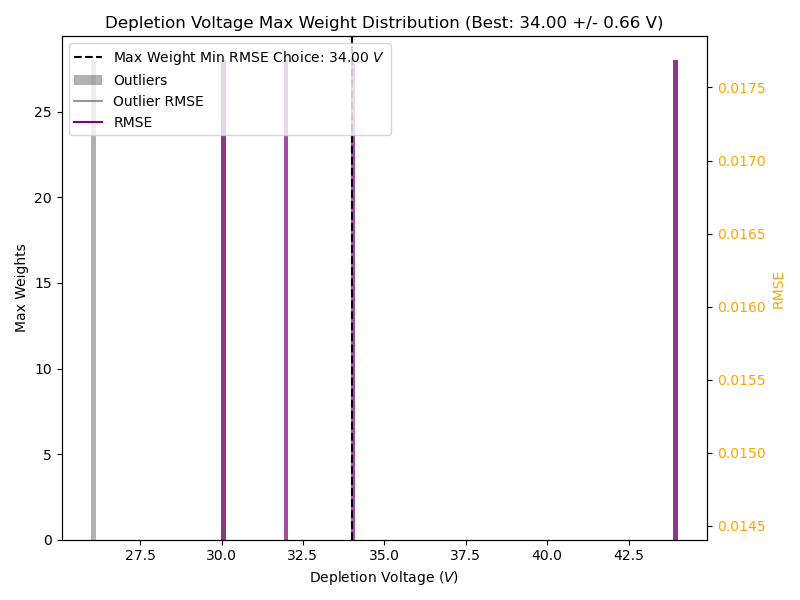 Depletion Voltage Max Weight Distribution (Best: 34.00 +/- 0.66 V)
Max Weight Min RMSE Choice: 34.00 V
Outliers
Outlier RMSE
RMSE
25
20
15
10
5
0
Max Weights
27.5 30.0 32.5 35.0 37.5 40.0 42.5
Depletion Voltage (V)
0.0175
0.0170
0.0165
0.0160
0.0155
0.0150
0.0145
RMSE